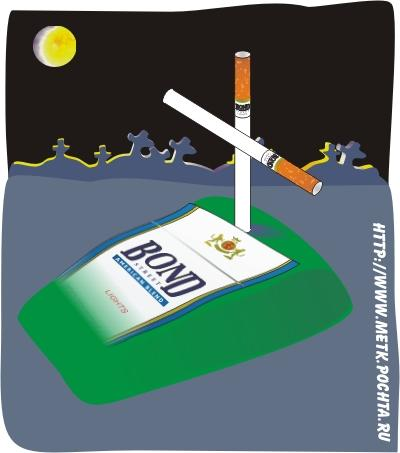 BOND
STREET
AMERICAN BLEND
LIGHTS
HTTP://WWW.METK.POCHTA.RU